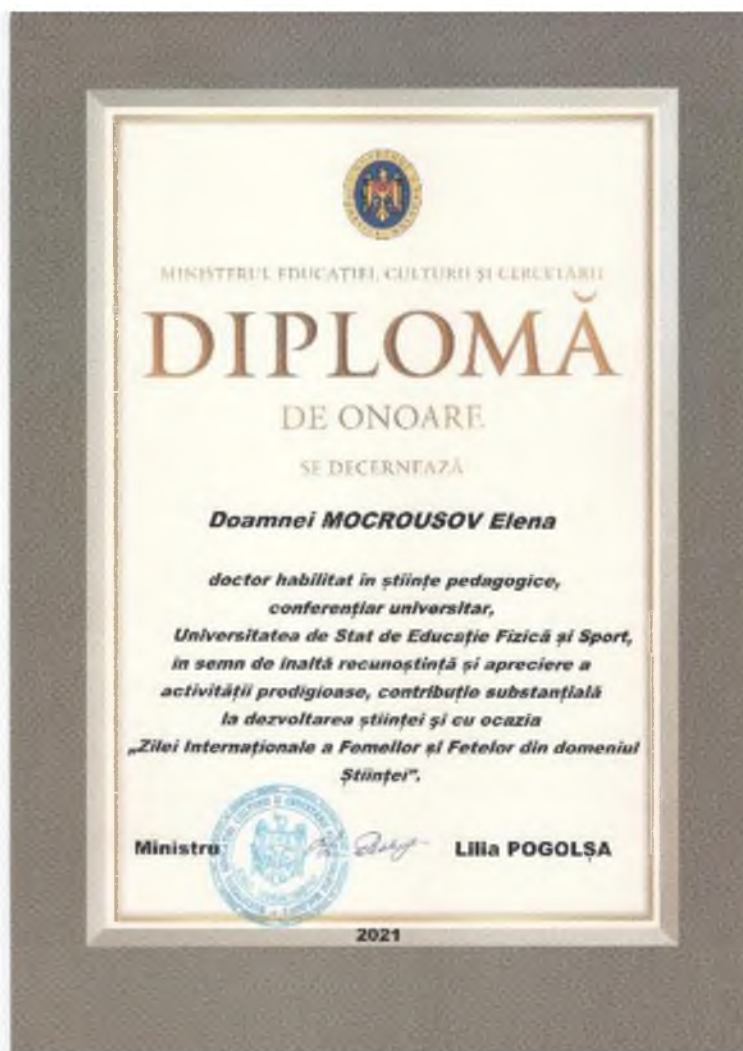 MINISTERUL EDUCAȚIEI, CULTURII ȘI CERCETĂRII
DIPLOMĂ
DE ONOARE
SE DECERNEAZĂ
Doamnei MOCROUSOV Elena
doctor habilitat în științe pedagogice,
conferențiar universitar,
Universitatea de Stat de Educație Fizică și Sport,
în semn de înaltă recunoștință și apreciere a
activității prodigioase, contribuție substanțială
la dezvoltarea științei și cu ocazia
„Zilei Internaționale a Femeilor și Fetelor din domeniul
Științei”.
Ministru
Lilia POGOLȘA
2021